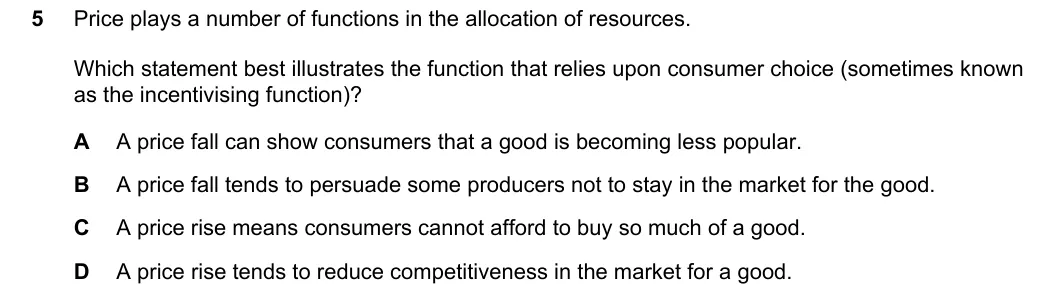 5 Price plays a number of functions in the allocation of resources.
Which statement best illustrates the function that relies upon consumer choice (sometimes known
as the incentivising function)?
A A price fall can show consumers that a good is becoming less popular.
B A price fall tends to persuade some producers not to stay in the market for the good.
C A price rise means consumers cannot afford to buy so much of a good.
D A price rise tends to reduce competitiveness in the market for a good.